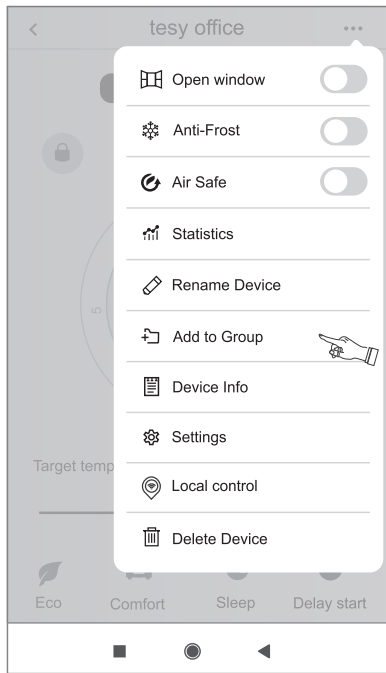 tesy office
Open window
Anti-Frost
Air Safe
Statistics
Rename Device
Add to Group
5
Device Info
Settings
Target temp
Local control
Delete Device
Eco Comfort Sleep Delay start